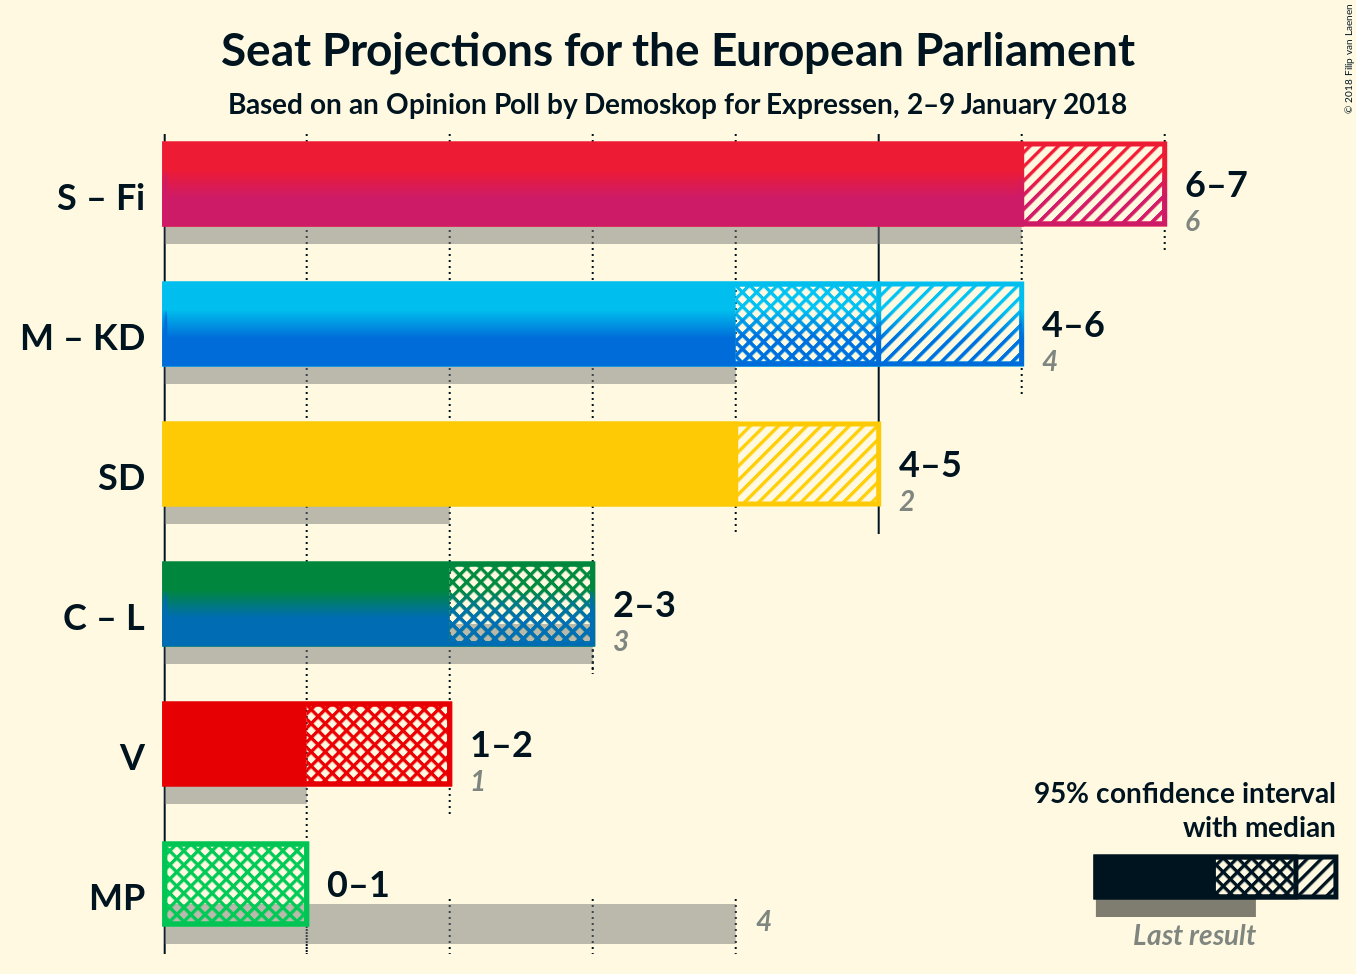 Seat Projections for the European Parliament
Based on an Opinion Poll by Demoskop for Expressen, 2–9 January 2018
© 2018 Filip van Laenen
S – Fi
6–7
6
M – KD
4–6
4
SD
4–5
2
C – L
2–3
3
V
1–2
1
MP
0–1
4
95% confidence interval
with median
Last result